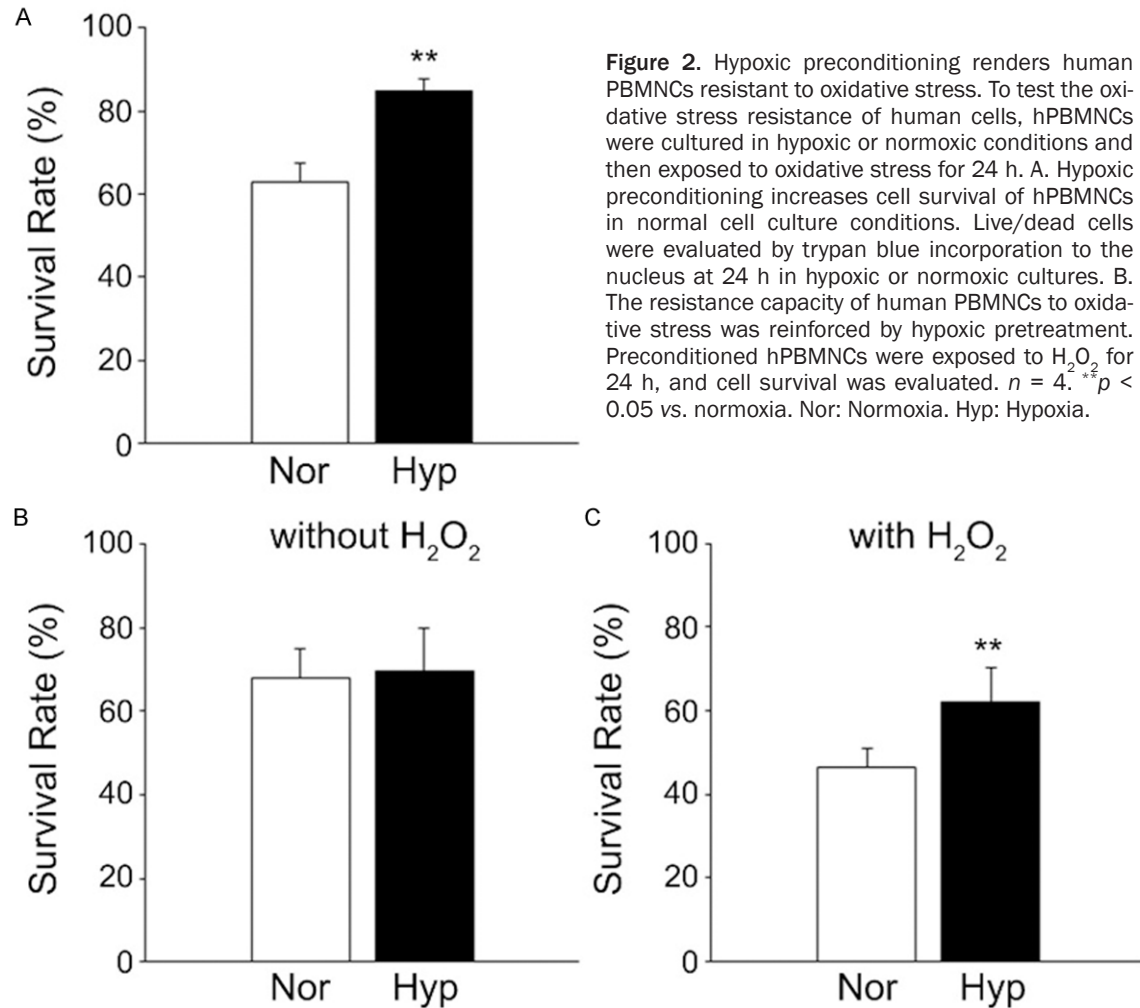 A
100
80
60
40
20
0
Survival Rate (%)
**
Nor Hyp
Figure 2. Hypoxic preconditioning renders human
PBMNCs resistant to oxidative stress. To test the oxi-
dative stress resistance of human cells, hPBMNCs
were cultured in hypoxic or normoxic conditions and
then exposed to oxidative stress for 24 h. A. Hypoxic
preconditioning increases cell survival of hPBMNCs
in normal cell culture conditions. Live/dead cells
were evaluated by trypan blue incorporation to the
nucleus at 24 h in hypoxic or normoxic cultures. B.
The resistance capacity of human PBMNCs to oxida-
tive stress was reinforced by hypoxic pretreatment.
Preconditioned hPBMNCs were exposed to H₂O₂ for
24 h, and cell survival was evaluated. n = 4. **p <
0.05 vs. normoxia. Nor: Normoxia. Hyp: Hypoxia.
B
without H₂O₂
100
80
60
40
20
0
Survival Rate (%)
Nor Hyp
C
with H₂O₂
100
80
60
40
20
0
Survival Rate (%)
**
Nor Hyp